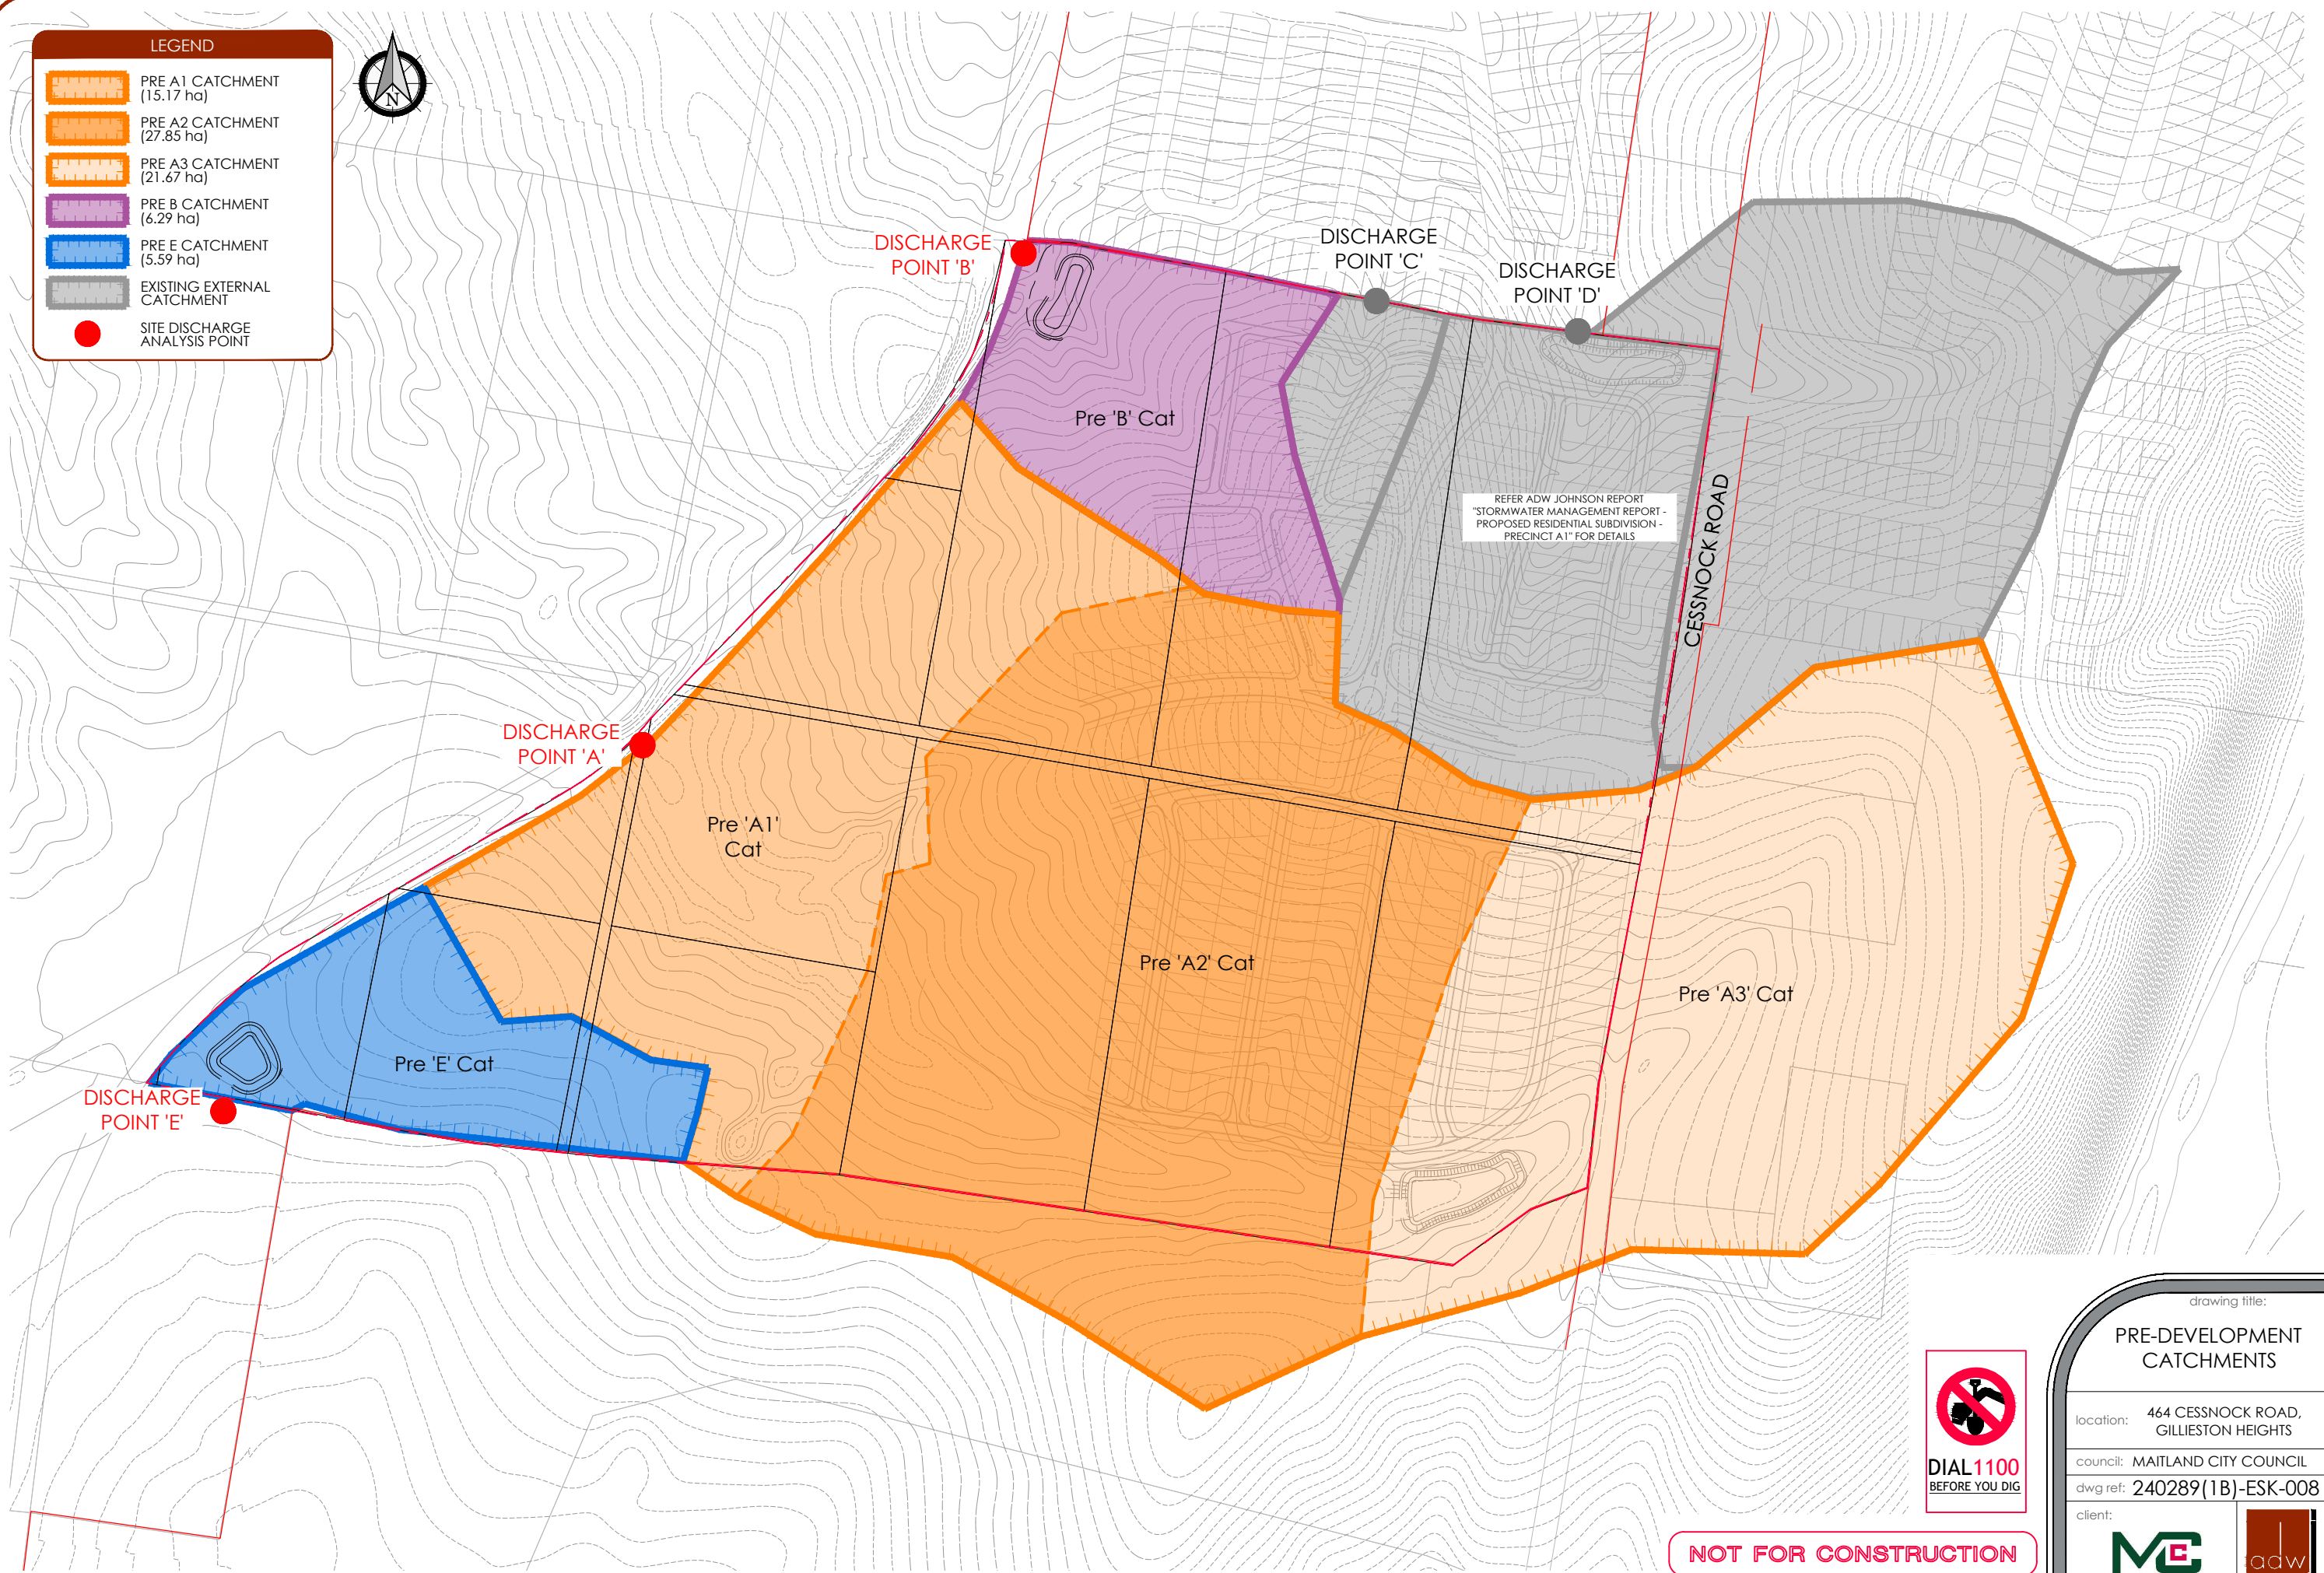 LEGEND
PRE A1 CATCHMENT
(15.17 ha)
PRE A2 CATCHMENT
(27.85 ha)
PRE A3 CATCHMENT
(21.67 ha)
PRE B CATCHMENT
(6.29 ha)
PRE E CATCHMENT
(5.59 ha)
EXISTING EXTERNAL
CATCHMENT
SITE DISCHARGE
ANALYSIS POINT
N
DISCHARGE
POINT 'B'
DISCHARGE
POINT 'C'
DISCHARGE
POINT 'D'
Pre 'B' Cat
REFER ADW JOHNSON REPORT
"STORMWATER MANAGEMENT REPORT -
PROPOSED RESIDENTIAL SUBDIVISION -
PRECINCT A1" FOR DETAILS
CESSNOCK ROAD
DISCHARGE
POINT 'A'
Pre 'A1'
Cat
Pre 'A2' Cat
Pre 'A3' Cat
Pre 'E' Cat
DISCHARGE
POINT 'E'
DIAL1100
BEFORE YOU DIG
NOT FOR CONSTRUCTION
drawing title:
PRE-DEVELOPMENT
CATCHMENTS
location: 464 CESSNOCK ROAD,
GILLIESTON HEIGHTS
council: MAITLAND CITY COUNCIL
dwg ref: 240289(1B)-ESK-008
client:
MC
adw